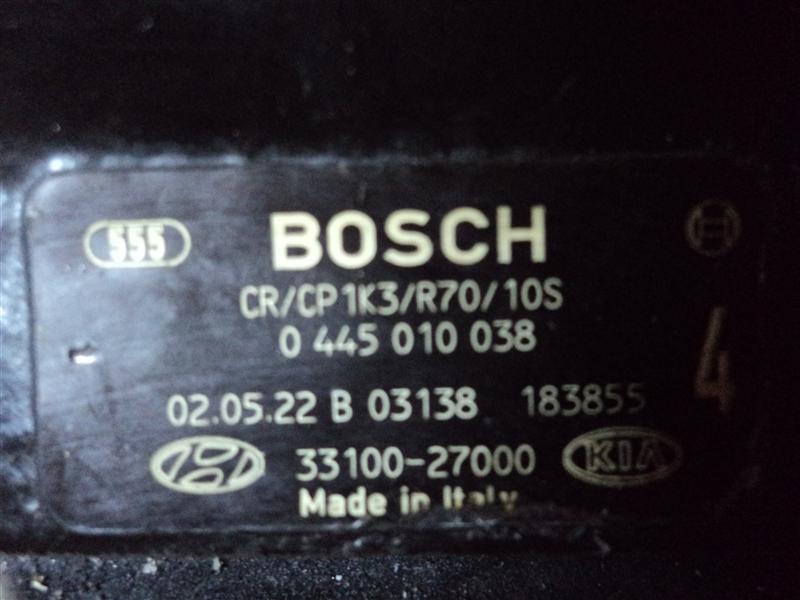 555 BOSCH
CR/CP1K3/R70/10S
0 445 010 038
4
02.05.22 B 03138 183855
33100-27000 KIA
Made in Italy